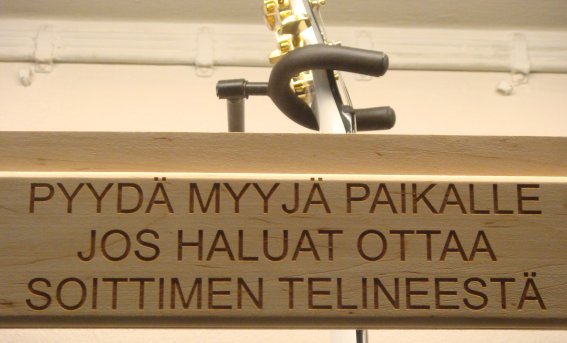 PYYDÄ MYYJÄ PAIKALLE
JOS HALUAT OTTAA
SOITTIMEN TELINEESTÄ